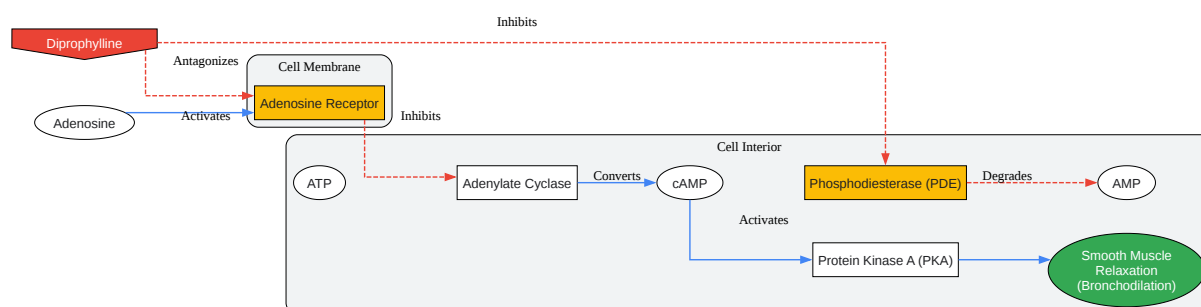 Inhibits
Diprophylline
Antagonizes
Cell Membrane
Adenosine Receptor
Adenosine
Activates
Inhibits
Cell Interior
ATP
Adenylate Cyclase
Converts
cAMP
Phosphodiesterase (PDE)
Degrades
AMP
Activates
Protein Kinase A (PKA)
Smooth Muscle
Relaxation
(Bronchodilation)